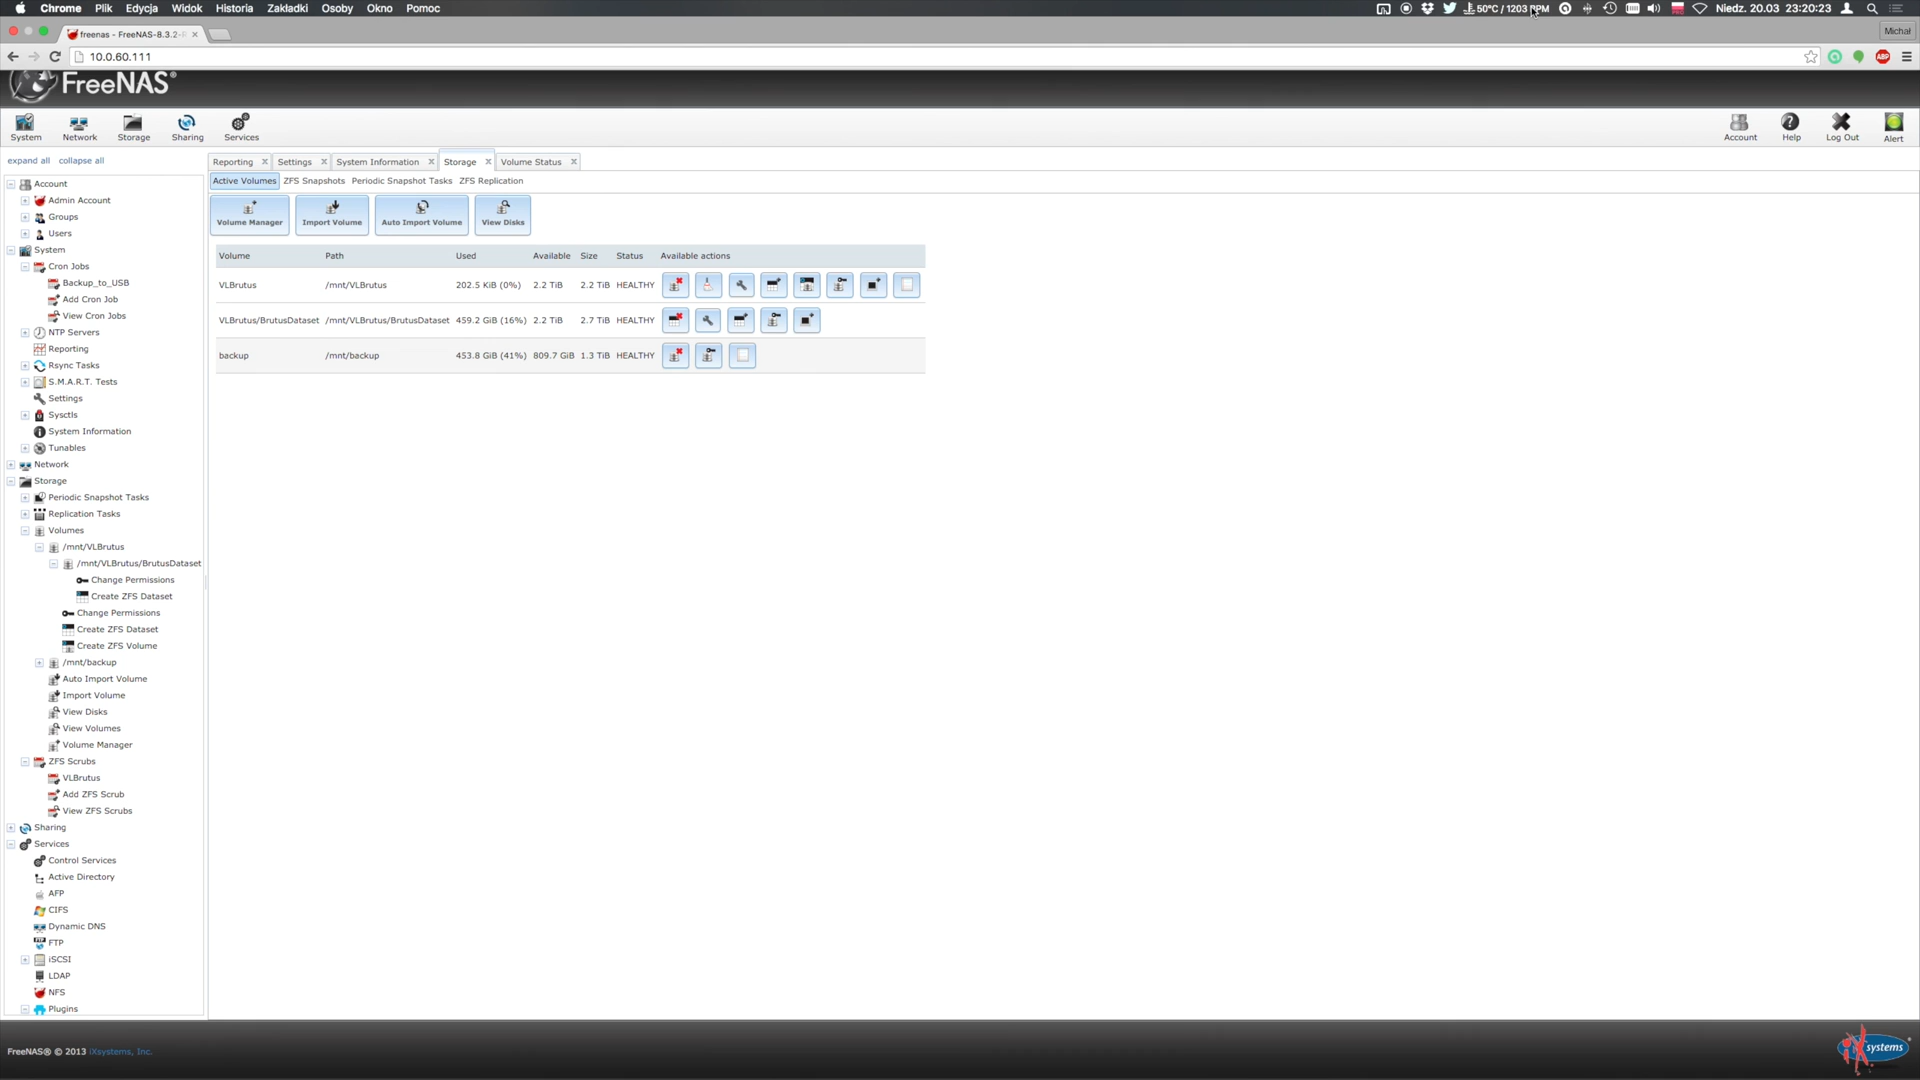 Chrome Plik Edycja Widok Historia Zakładki Osoby Okno Pomoc 50°C / 1203 RPM Niedz. 20.03 23:20:23
freenas - FreeNAS-8.3.2- Michał
10.0.60.111 ABP
FreeNAS®
System Network Storage Sharing Services Account Help Log Out Alert
expand all collapse all
Reporting Settings System Information Storage Volume Status
Active Volumes ZFS Snapshots Periodic Snapshot Tasks ZFS Replication
Volume Manager Import Volume Auto Import Volume View Disks
Volume Path Used Available Size Status Available actions
VLBrutus /mnt/VLBrutus 202.5 KiB (0%) 2.2 TiB 2.2 TiB HEALTHY
VLBrutus/BrutusDataset /mnt/VLBrutus/BrutusDataset 459.2 GiB (16%) 2.2 TiB 2.7 TiB HEALTHY
backup /mnt/backup 453.8 GiB (41%) 809.7 GiB 1.3 TiB HEALTHY
Account
Admin Account
Groups
Users
System
Cron Jobs
Backup_to_USB
Add Cron Job
View Cron Jobs
NTP Servers
Reporting
Rsync Tasks
S.M.A.R.T. Tests
Settings
Sysctls
System Information
Tunables
Network
Storage
Periodic Snapshot Tasks
Replication Tasks
Volumes
/mnt/VLBrutus
/mnt/VLBrutus/BrutusDataset
Change Permissions
Create ZFS Dataset
Change Permissions
Create ZFS Dataset
Create ZFS Volume
/mnt/backup
Auto Import Volume
Import Volume
View Disks
View Volumes
Volume Manager
ZFS Scrubs
VLBrutus
Add ZFS Scrub
View ZFS Scrubs
Sharing
Services
Control Services
Active Directory
AFP
CIFS
Dynamic DNS
FTP
iSCSI
LDAP
NFS
Plugins
FreeNAS® © 2013 iXsystems, Inc.
iXsystems